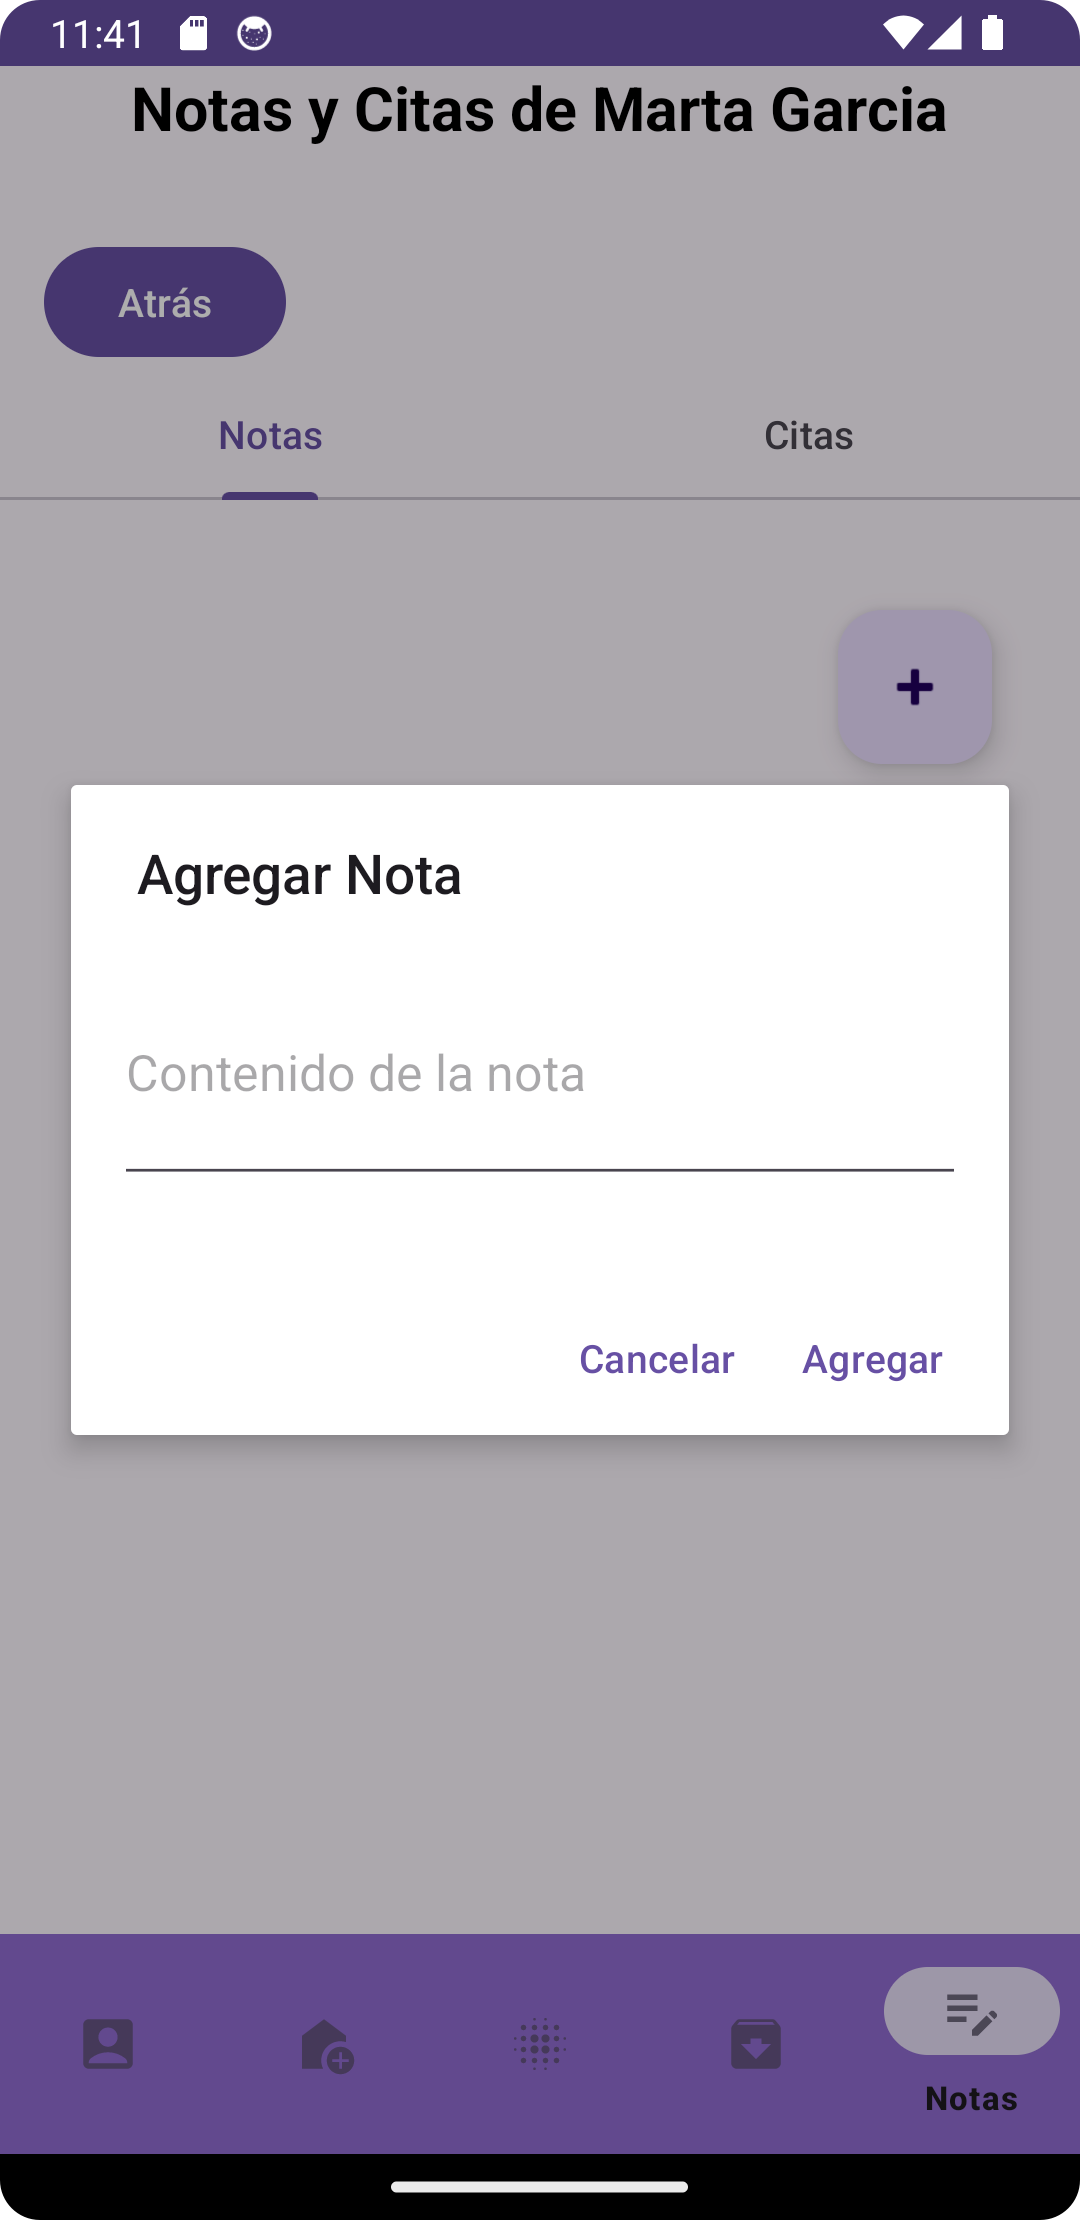 11:41
Notas y Citas de Marta Garcia
Atrás
Notas
Citas
Agregar Nota
Contenido de la nota
Cancelar
Agregar
Notas